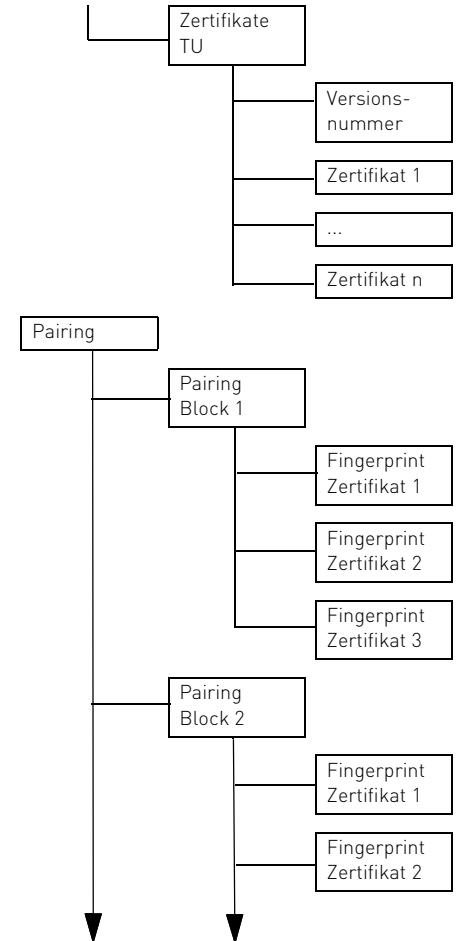 Zertifikate
TU
Versions-
nummer
Zertifikat 1
...
Zertifikat n
Pairing
Pairing
Block 1
Fingerprint
Zertifikat 1
Fingerprint
Zertifikat 2
Fingerprint
Zertifikat 3
Pairing
Block 2
Fingerprint
Zertifikat 1
Fingerprint
Zertifikat 2